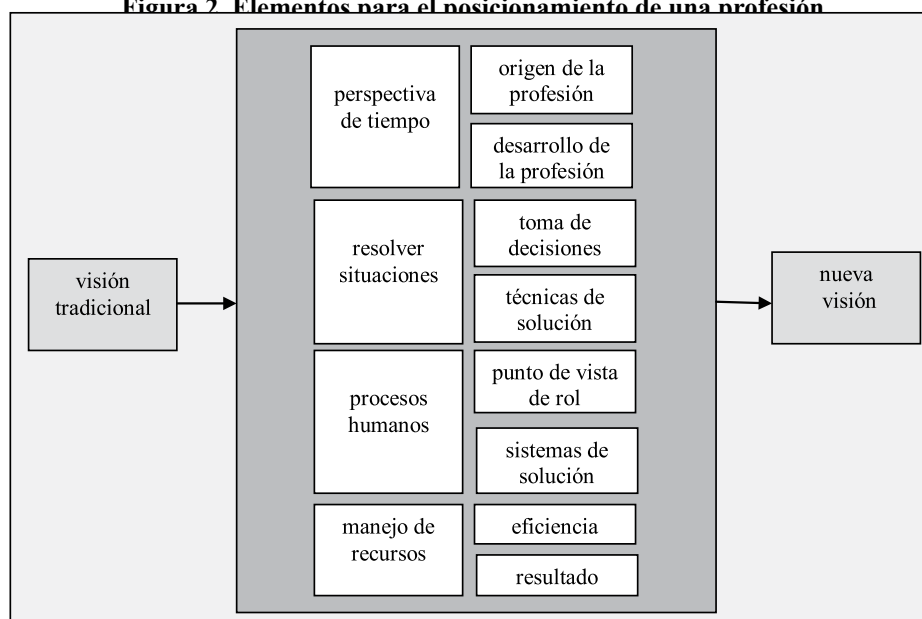 Figura 2. Elementos para el posicionamiento de una profesión
visión
tradicional
perspectiva
de tiempo
origen de la
profesión
desarrollo de
la profesión
resolver
situaciones
toma de
decisiones
técnicas de
solución
procesos
humanos
punto de vista
de rol
sistemas de
solución
manejo de
recursos
eficiencia
resultado
nueva
visión